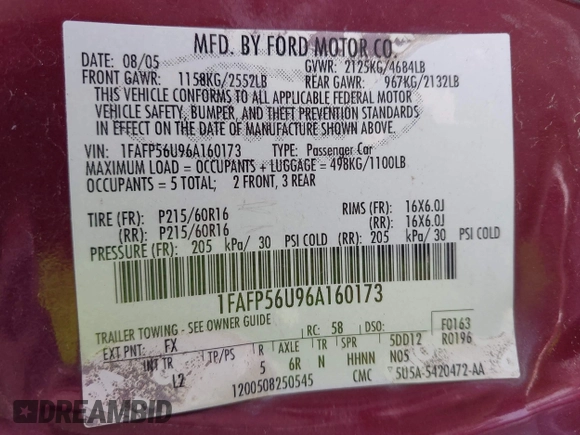 MFD. BY FORD MOTOR CO.
DATE: 08/05 GVWR: 2125KG/4684LB
FRONT GAWR: 1158KG/2552LB REAR GAWR: 967KG/2132LB
THIS VEHICLE CONFORMS TO ALL APPLICABLE FEDERAL MOTOR
VEHICLE SAFETY, BUMPER, AND THEFT PREVENTION STANDARDS
IN EFFECT ON THE DATE OF MANUFACTURE SHOWN ABOVE.
VIN: 1FAFP56U96A160173 TYPE: Passenger Car
MAXIMUM LOAD = OCCUPANTS + LUGGAGE = 498KG/1100LB
OCCUPANTS = 5 TOTAL; 2 FRONT, 3 REAR
TIRE (FR): P215/60R16 RIMS (FR): 16X6.0J
(RR): P215/60R16 (RR): 16X6.0J
PRESSURE (FR): 205 kPa/ 30 PSI COLD (RR): 205 kPa/ 30 PSI COLD
1FAFP56U96A160173
TRAILER TOWING - SEE OWNER GUIDE RC: 58 DSO: F0163
EXT PNT: FX 5DD12 R0196
INT TR TP/PS R AXLE TR SPR N05
L2 5 6R N HHNN
1200508250545 CMC 5U5A-5420472-AA
DREAMBID